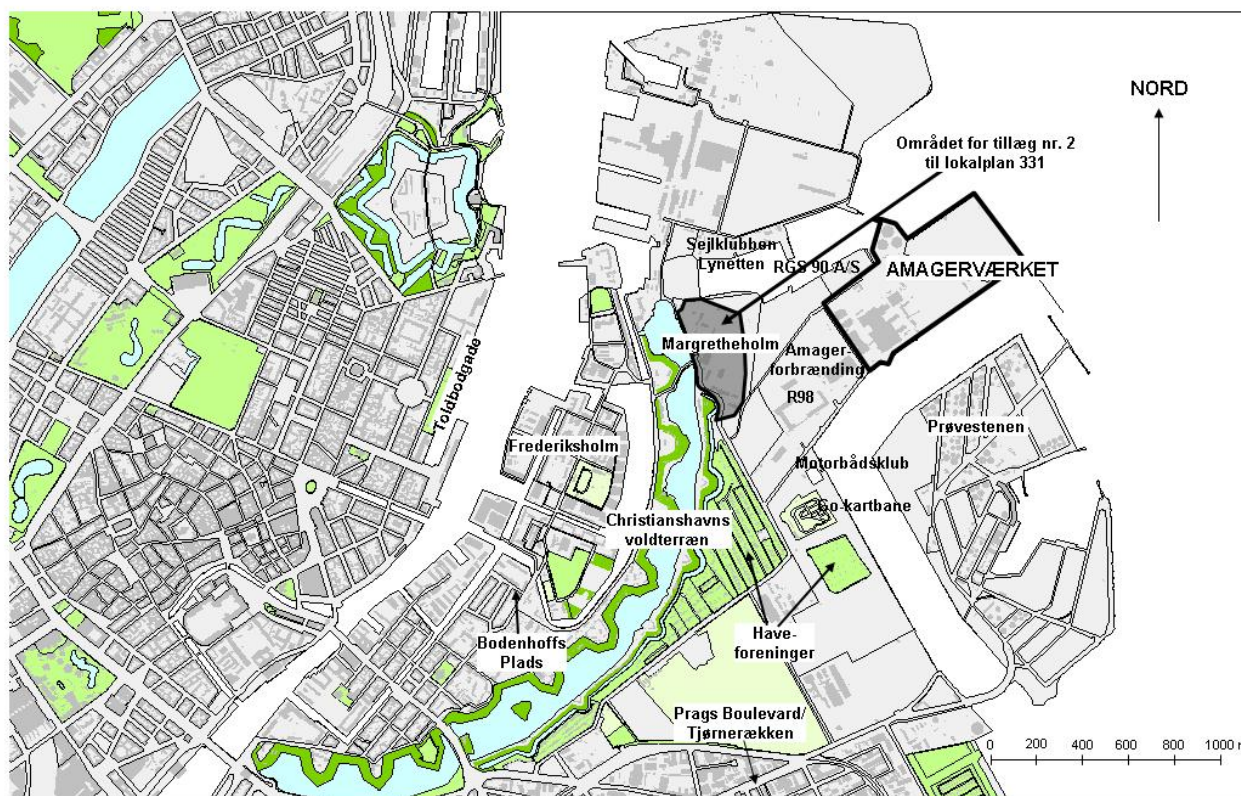 NORD
Området for tillæg nr. 2
til lokalplan 331
Sejlklubben
Lynetten
RGS 90 A/S
AMAGERVÆRKET
Margretheholm
Amager-
forbrænding
R98
Toldbodgade
Prøvestenen
Frederiksholm
Motorbådsklub
Go-kartbane
Christianshavns
voldterræn
Bodenhoffs
Plads
Have-
foreninger
Prags Boulevard/
Tjørnerækken
0 200 400 600 800 1000 m